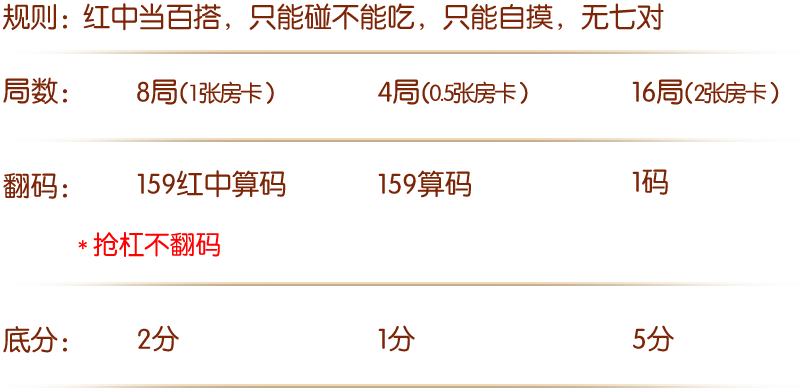 规则：红中当百搭，只能碰不能吃，只能自摸，无七对
局数： 8局(1张房卡) 4局(0.5张房卡) 16局(2张房卡)
翻码： 159红中算码 159算码 1码
*抢杠不翻码
底分： 2分 1分 5分